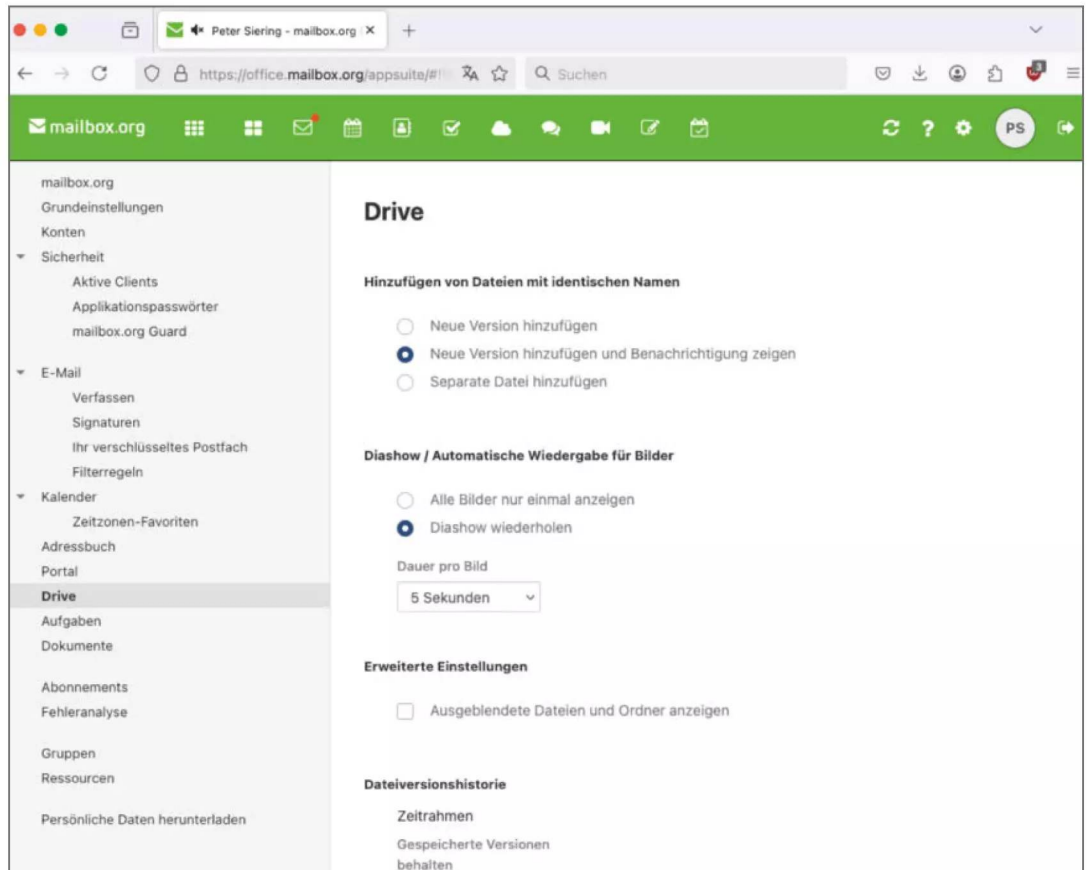 Peter Siering - mailbox.org
https://office.mailbox.org/appsuite/#!
Suchen
3
mailbox.org
PS
mailbox.org
Grundeinstellungen
Konten
Sicherheit
Aktive Clients
Applikationspasswörter
mailbox.org Guard
E-Mail
Verfassen
Signaturen
Ihr verschlüsseltes Postfach
Filterregeln
Kalender
Zeitzonen-Favoriten
Adressbuch
Portal
Drive
Aufgaben
Dokumente
Abonnements
Fehleranalyse
Gruppen
Ressourcen
Persönliche Daten herunterladen
Drive
Hinzufügen von Dateien mit identischen Namen
Neue Version hinzufügen
Neue Version hinzufügen und Benachrichtigung zeigen
Separate Datei hinzufügen
Diashow / Automatische Wiedergabe für Bilder
Alle Bilder nur einmal anzeigen
Diashow wiederholen
Dauer pro Bild
5 Sekunden
Erweiterte Einstellungen
Ausgeblendete Dateien und Ordner anzeigen
Dateiversionshistorie
Zeitrahmen
Gespeicherte Versionen
behalten